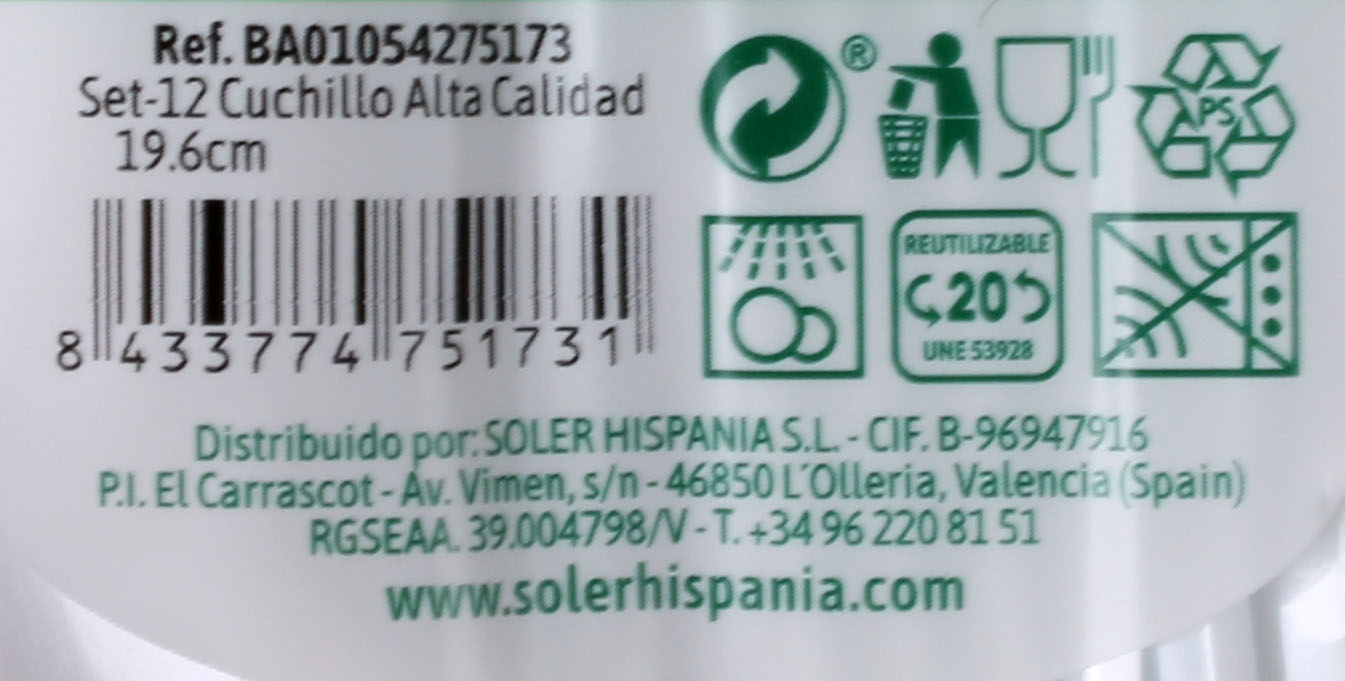 Ref. BA01054275173
Set-12 Cuchillo Alta Calidad
19.6cm
8 433774 751731
®
PS
REUTILIZABLE
20
UNE 53928
Distribuido por: SOLER HISPANIA S.L. - CIF. B-96947916
P.I. El Carrascot - Av. Vimen, s/n - 46850 L´Olleria, Valencia (Spain)
RGSEAA. 39.004798/V - T. +34 96 220 81 51
www.solerhispania.com